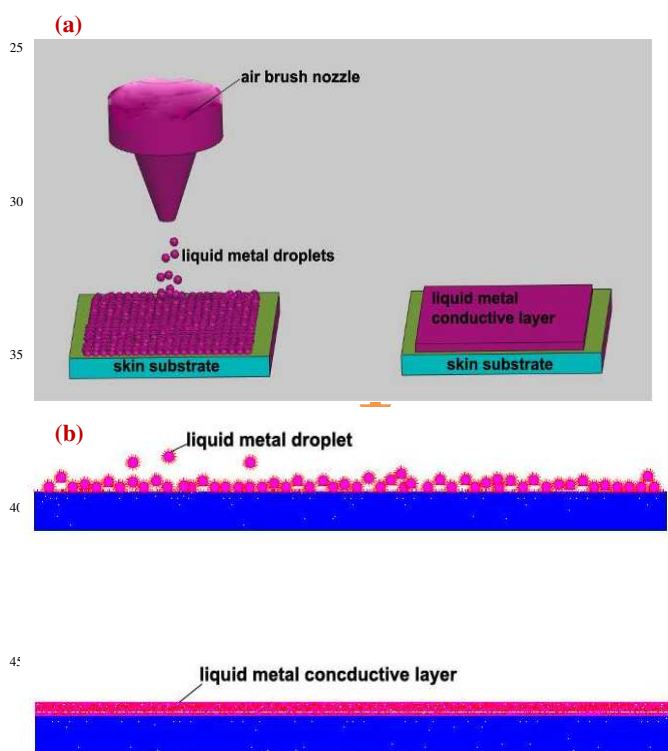 (a)
25
air brush nozzle
30
liquid metal droplets
liquid metal
conductive layer
35
skin substrate
skin substrate
(b)
liquid metal droplet
40
liquid metal concductive layer